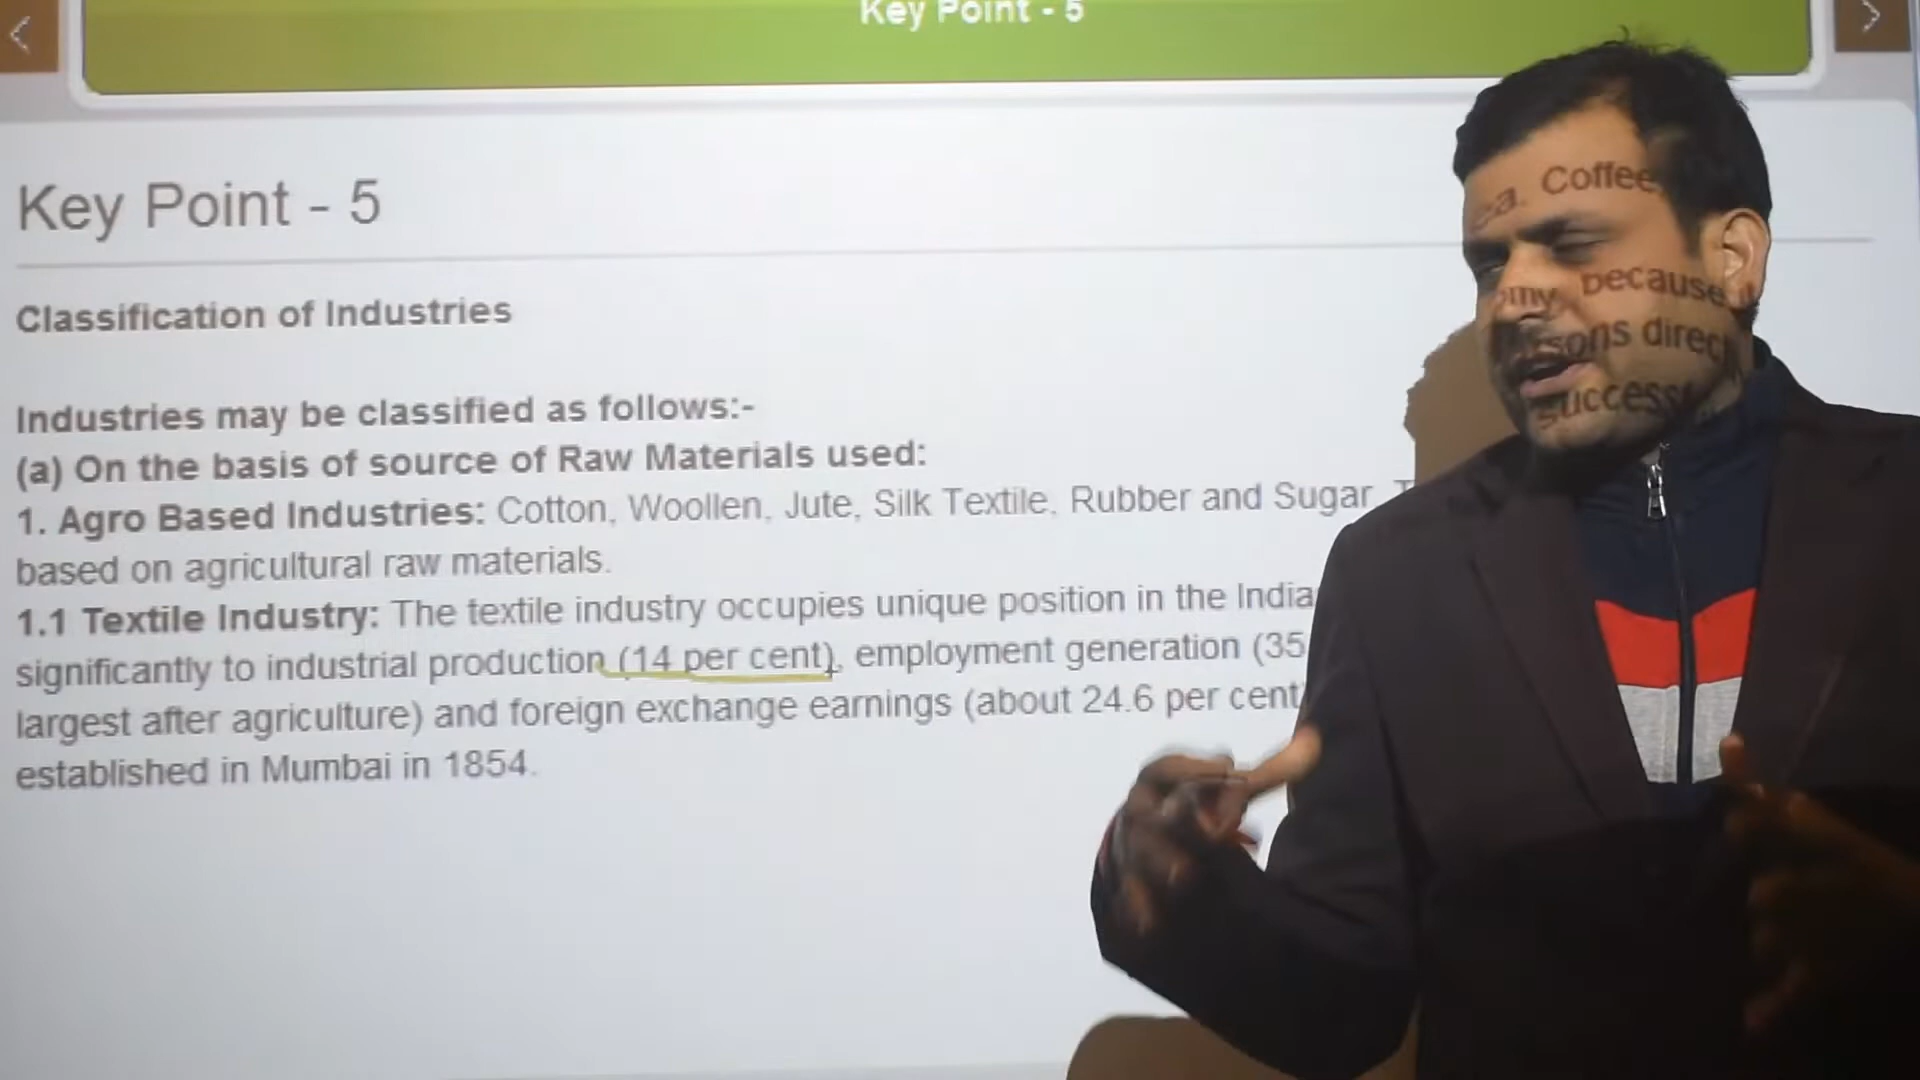 Key Point - 5
Key Point - 5
Classification of Industries
Industries may be classified as follows:-
(a) On the basis of source of Raw Materials used:
1. Agro Based Industries: Cotton, Woollen, Jute, Silk Textile, Rubber and Sugar, Coffee
based on agricultural raw materials.
1.1 Textile Industry: The textile industry occupies unique position in the India because
significantly to industrial production (14 per cent), employment generation (35 direc
largest after agriculture) and foreign exchange earnings (about 24.6 per cent) success
established in Mumbai in 1854.